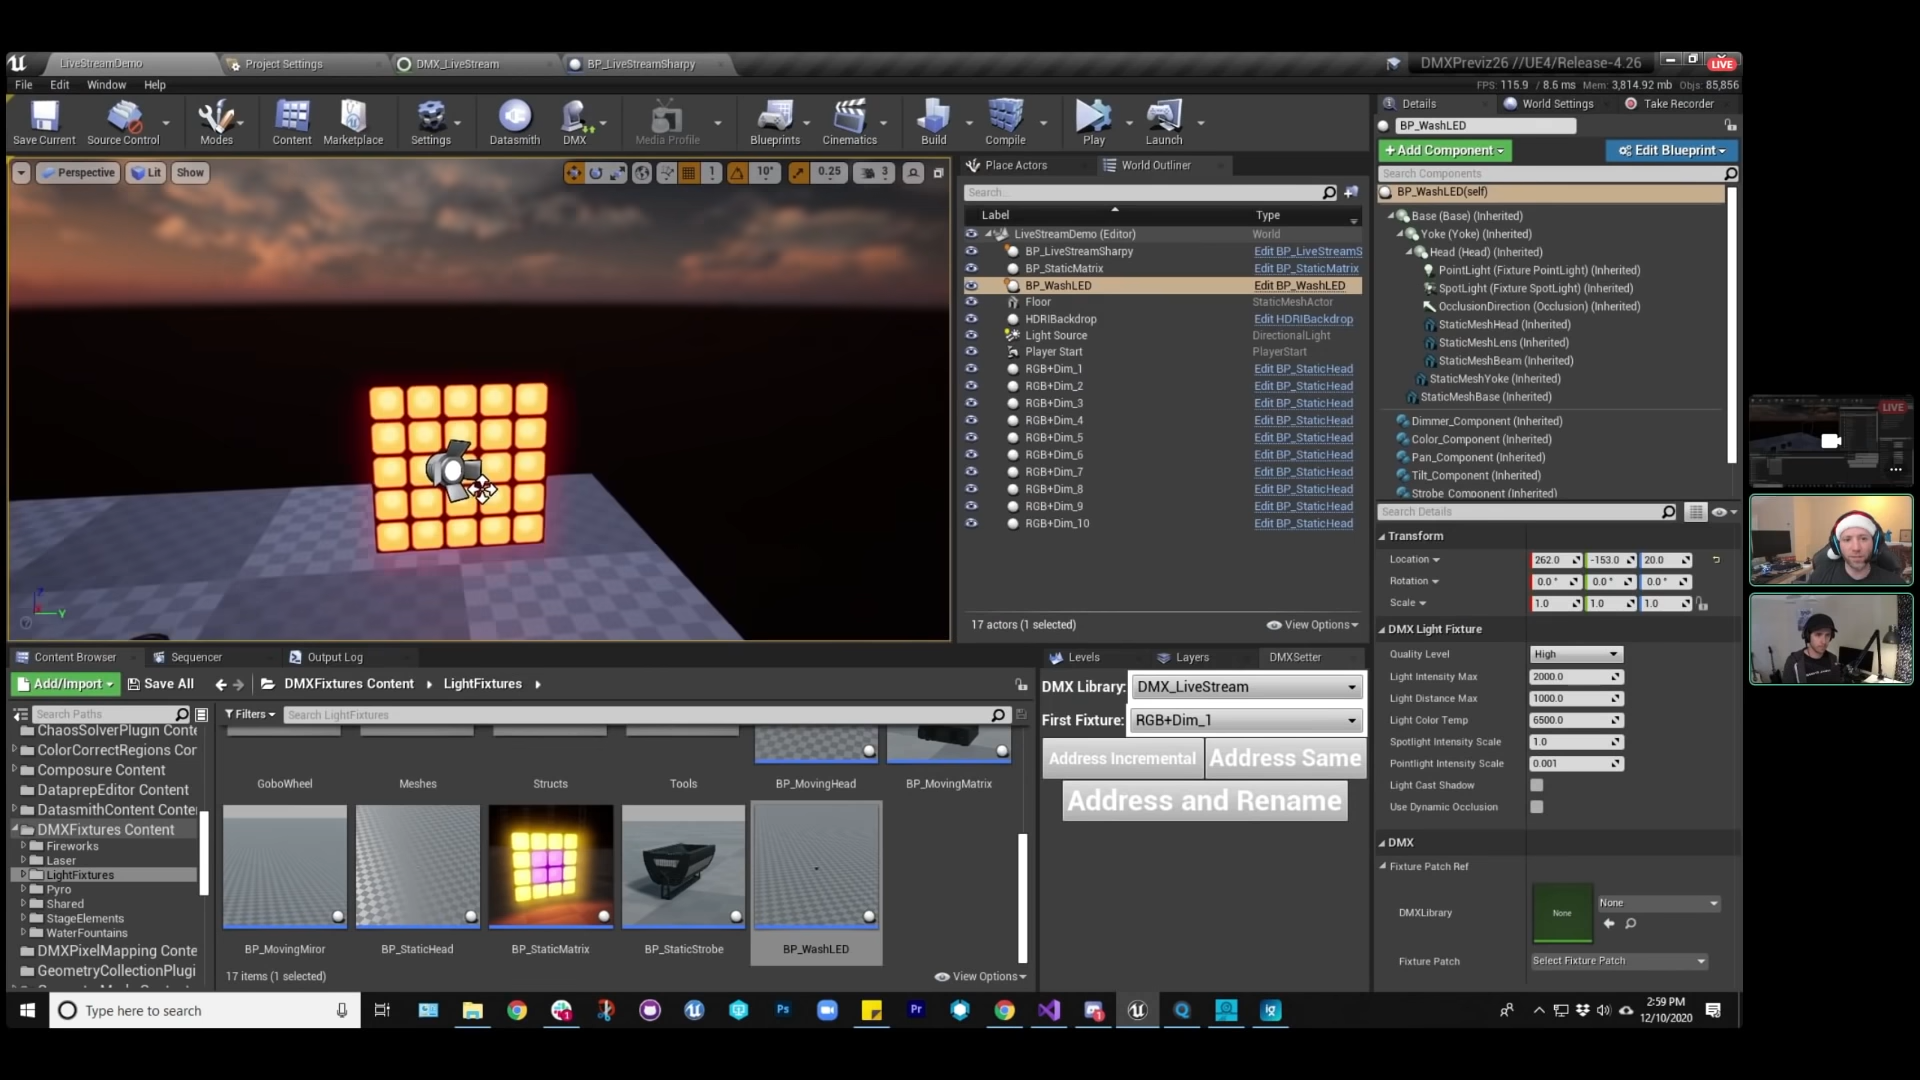 LiveStreamDemo
Project Settings
DMX_LiveStream
BP_LiveStreamSharpy
DMXPreviz26 //UE4/Release-4.26
LIVE
File Edit Window Help
FPS: 115.9 / 8.6 ms Mem: 3,814.92 mb Objs: 85,856
Save Current
Source Control
Modes
Content
Marketplace
Settings
Datasmith
DMX
Media Profile
Blueprints
Cinematics
Build
Compile
Play
Launch
Perspective
Lit
Show
1
10°
0.25
3
Y
Place Actors
World Outliner
Search...
Label Type
LiveStreamDemo (Editor) World
BP_LiveStreamSharpy Edit BP_LiveStreamS
BP_StaticMatrix Edit BP_StaticMatrix
BP_WashLED Edit BP_WashLED
Floor StaticMeshActor
HDRIBackdrop Edit HDRIBackdrop
Light Source DirectionalLight
Player Start PlayerStart
RGB+Dim_1 Edit BP_StaticHead
RGB+Dim_2 Edit BP_StaticHead
RGB+Dim_3 Edit BP_StaticHead
RGB+Dim_4 Edit BP_StaticHead
RGB+Dim_5 Edit BP_StaticHead
RGB+Dim_6 Edit BP_StaticHead
RGB+Dim_7 Edit BP_StaticHead
RGB+Dim_8 Edit BP_StaticHead
RGB+Dim_9 Edit BP_StaticHead
RGB+Dim_10 Edit BP_StaticHead
17 actors (1 selected)
View Options
Details
World Settings
Take Recorder
BP_WashLED
+Add Component
Edit Blueprint
Search Components
BP_WashLED(self)
Base (Base) (Inherited)
Yoke (Yoke) (Inherited)
Head (Head) (Inherited)
PointLight (Fixture PointLight) (Inherited)
SpotLight (Fixture SpotLight) (Inherited)
OcclusionDirection (Occlusion) (Inherited)
StaticMeshHead (Inherited)
StaticMeshLens (Inherited)
StaticMeshBeam (Inherited)
StaticMeshYoke (Inherited)
StaticMeshBase (Inherited)
Dimmer_Component (Inherited)
Color_Component (Inherited)
Pan_Component (Inherited)
Tilt_Component (Inherited)
Strobe_Component (Inherited)
Search Details
Transform
Location 262.0 -153.0 20.0
Rotation 0.0° 0.0° 0.0°
Scale 1.0 1.0 1.0
DMX Light Fixture
Quality Level High
Light Intensity Max 2000.0
Light Distance Max 1000.0
Light Color Temp 6500.0
Spotlight Intensity Scale 1.0
Pointlight Intensity Scale 0.001
Light Cast Shadow
Use Dynamic Occlusion
DMX
Fixture Patch Ref
DMXLibrary None None
Fixture Patch Select Fixture Patch
LIVE
Content Browser
Sequencer
Output Log
Add/Import
Save All
DMXFixtures Content
LightFixtures
Search Paths
Filters
Search LightFixtures
ChaosSolverPlugin Conte
ColorCorrectRegions Cor
Composure Content
DataprepEditor Content
DatasmithContent Conte
DMXFixtures Content
Fireworks
Laser
LightFixtures
Pyro
Shared
StageElements
WaterFountains
DMXPixelMapping Conte
GeometryCollectionPlugi
GoboWheel
Meshes
Structs
Tools
BP_MovingHead
BP_MovingMatrix
BP_MovingMiror
BP_StaticHead
BP_StaticMatrix
BP_StaticStrobe
BP_WashLED
17 items (1 selected)
View Options
Levels
Layers
DMXSetter
DMX Library: DMX_LiveStream
First Fixture: RGB+Dim_1
Address Incremental
Address Same
Address and Rename
Type here to search
Ps
Pr
2:59 PM
12/10/2020